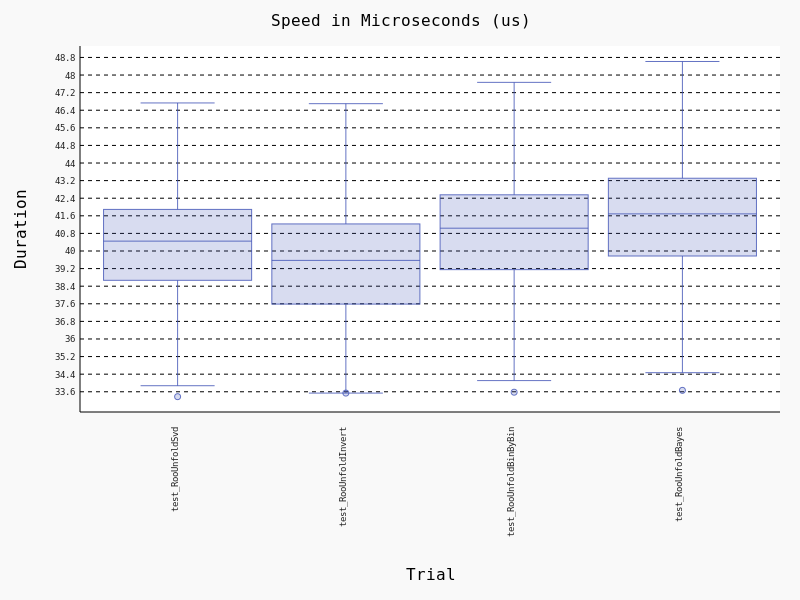 Speed in Microseconds (us)
Duration
48.8
48
47.2
46.4
45.6
44.8
44
43.2
42.4
41.6
40.8
40
39.2
38.4
37.6
36.8
36
35.2
34.4
33.6
test_RooUnfoldSvd
test_RooUnfoldInvert
test_RooUnfoldBinByBin
test_RooUnfoldBayes
Trial